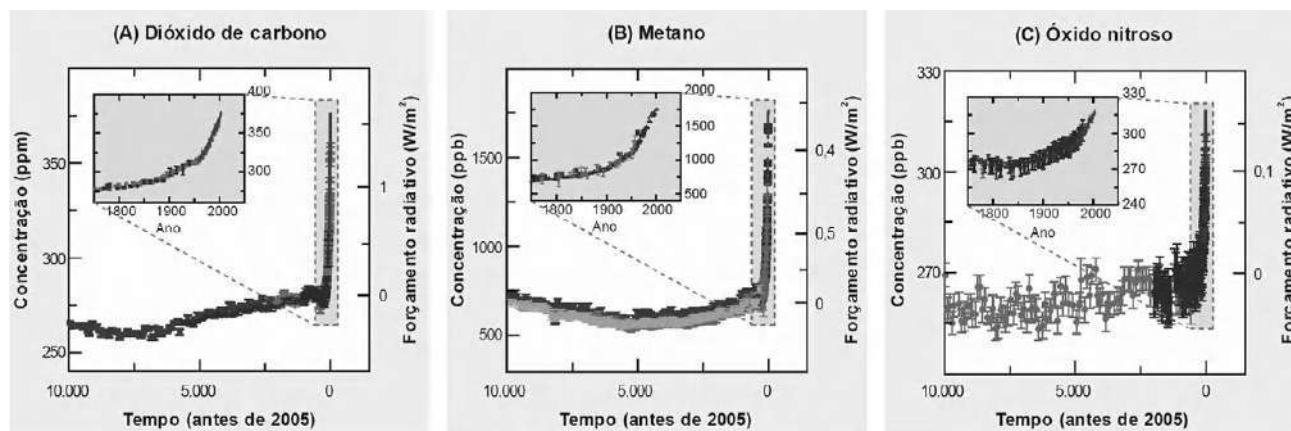 (A) Dióxido de carbono
Concentração (ppm)
350
300
250
400
350
300
1800 1900 2000
Ano
1
0
Forçamento radiativo (W/m²)
10.000 5.000 0
Tempo (antes de 2005)
(B) Metano
Concentração (ppb)
1500
1000
500
2000
1500
1000
500
1800 1900 2000
Ano
0,4
0,5
0
Forçamento radiativo (W/m²)
10.000 5.000 0
Tempo (antes de 2005)
(C) Óxido nitroso
Concentração (ppb)
330
300
270
330
300
270
240
1800 1900 2000
Ano
0,1
0
Forçamento radiativo (W/m²)
10.000 5.000 0
Tempo (antes de 2005)